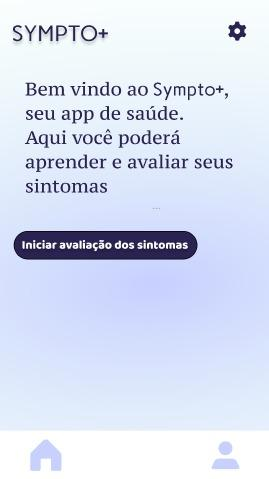 SYMPTO+
Bem vindo ao Sympto+,
seu app de saúde.
Aqui você poderá
aprender e avaliar seus
sintomas
...
Iniciar avaliação dos sintomas